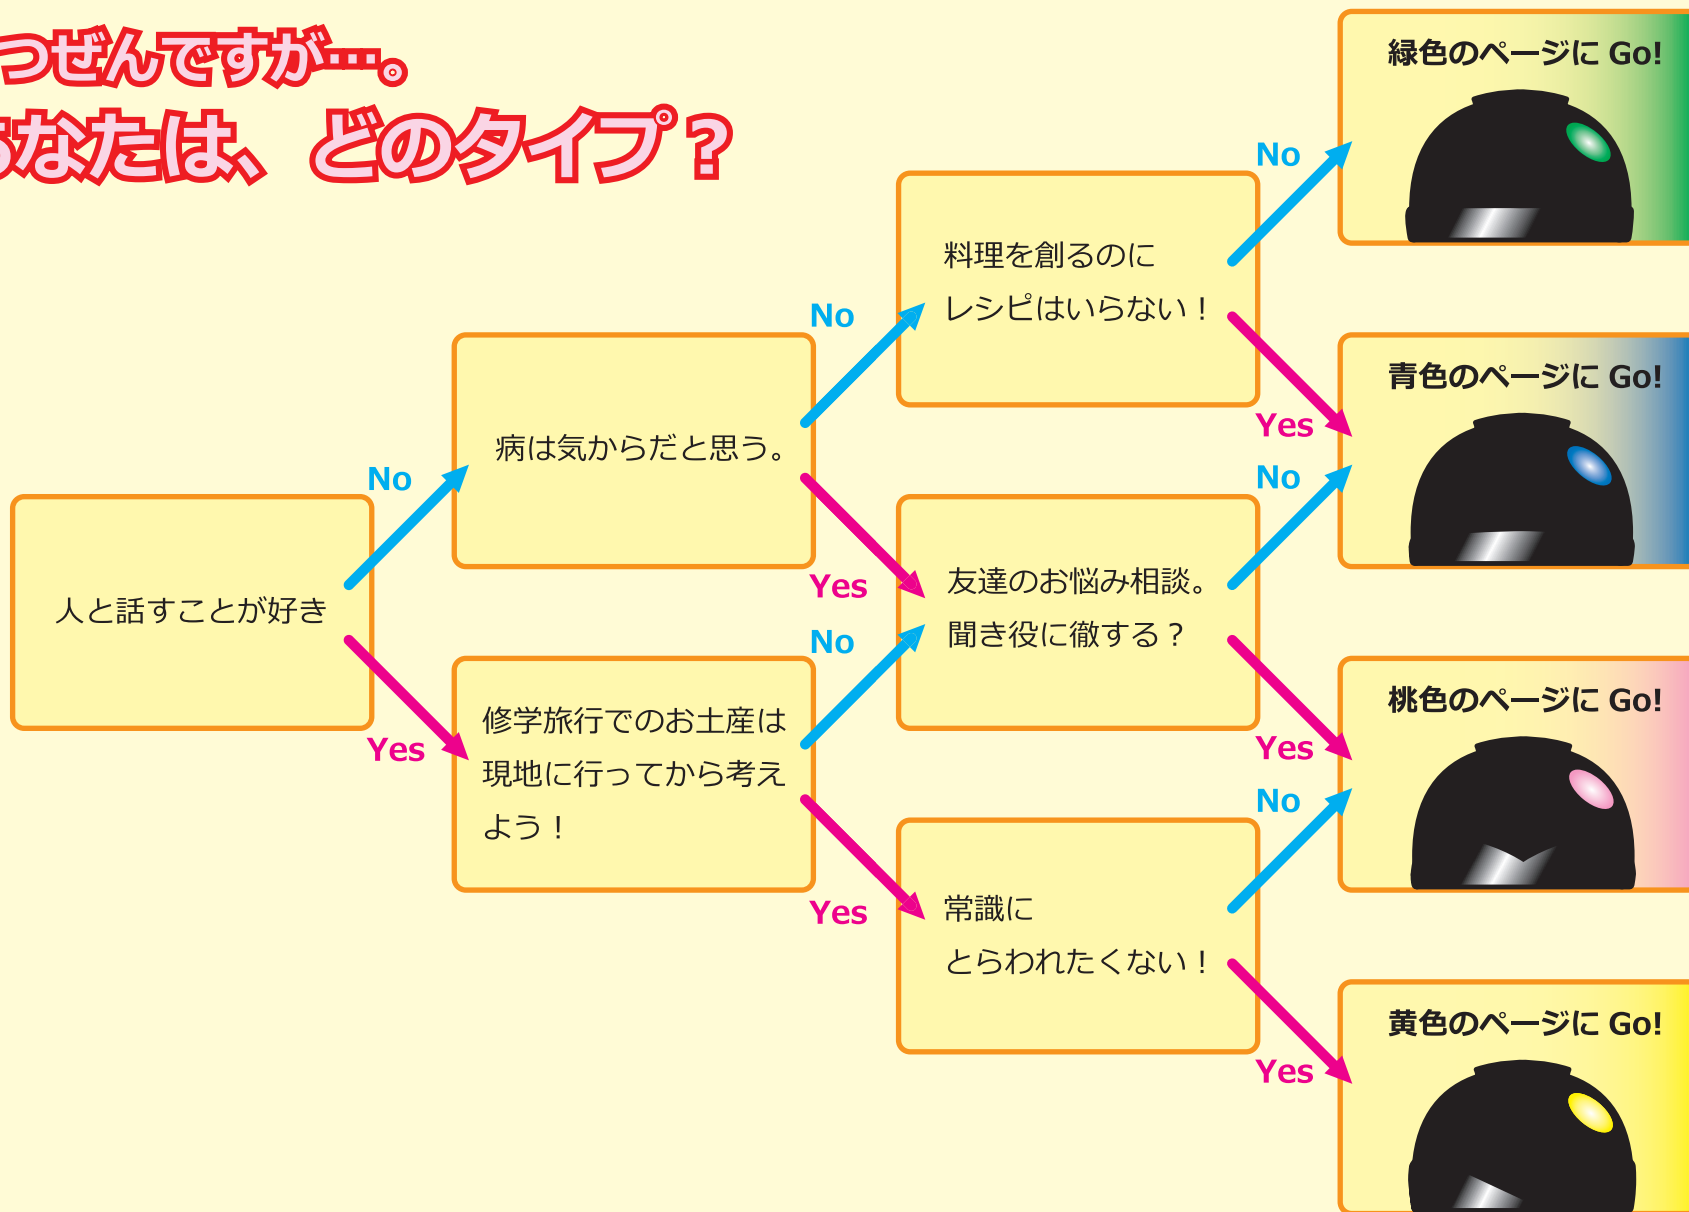 つぜんですが…。
あなたは、どのタイプ？
人と話すことが好き
No
Yes
病は気からだと思う。
No
Yes
修学旅行でのお土産は
現地に行ってから考え
よう！
No
Yes
料理を創るのに
レシピはいらない！
No
Yes
友達のお悩み相談。
聞き役に徹する？
No
Yes
常識に
とらわれたくない！
No
Yes
緑色のページに Go!
青色のページに Go!
桃色のページに Go!
黄色のページに Go!